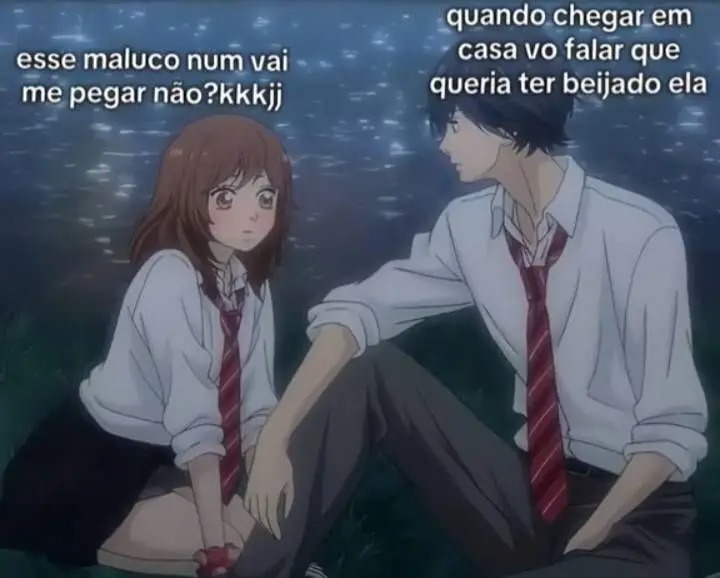 esse maluco num vai
me pegar não?kkkjj
quando chegar em
casa vo falar que
queria ter beijado ela